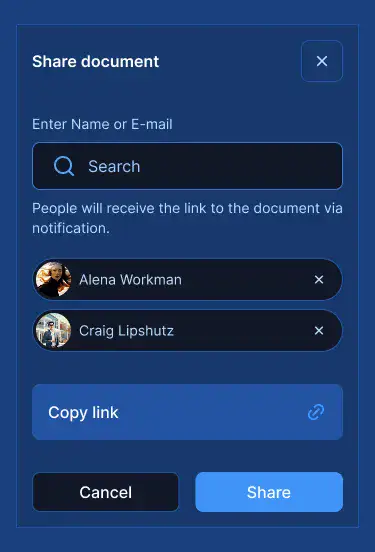 Share document
Enter Name or E-mail
Search
People will receive the link to the document via
notification.
Alena Workman
Craig Lipshutz
Copy link
Cancel
Share